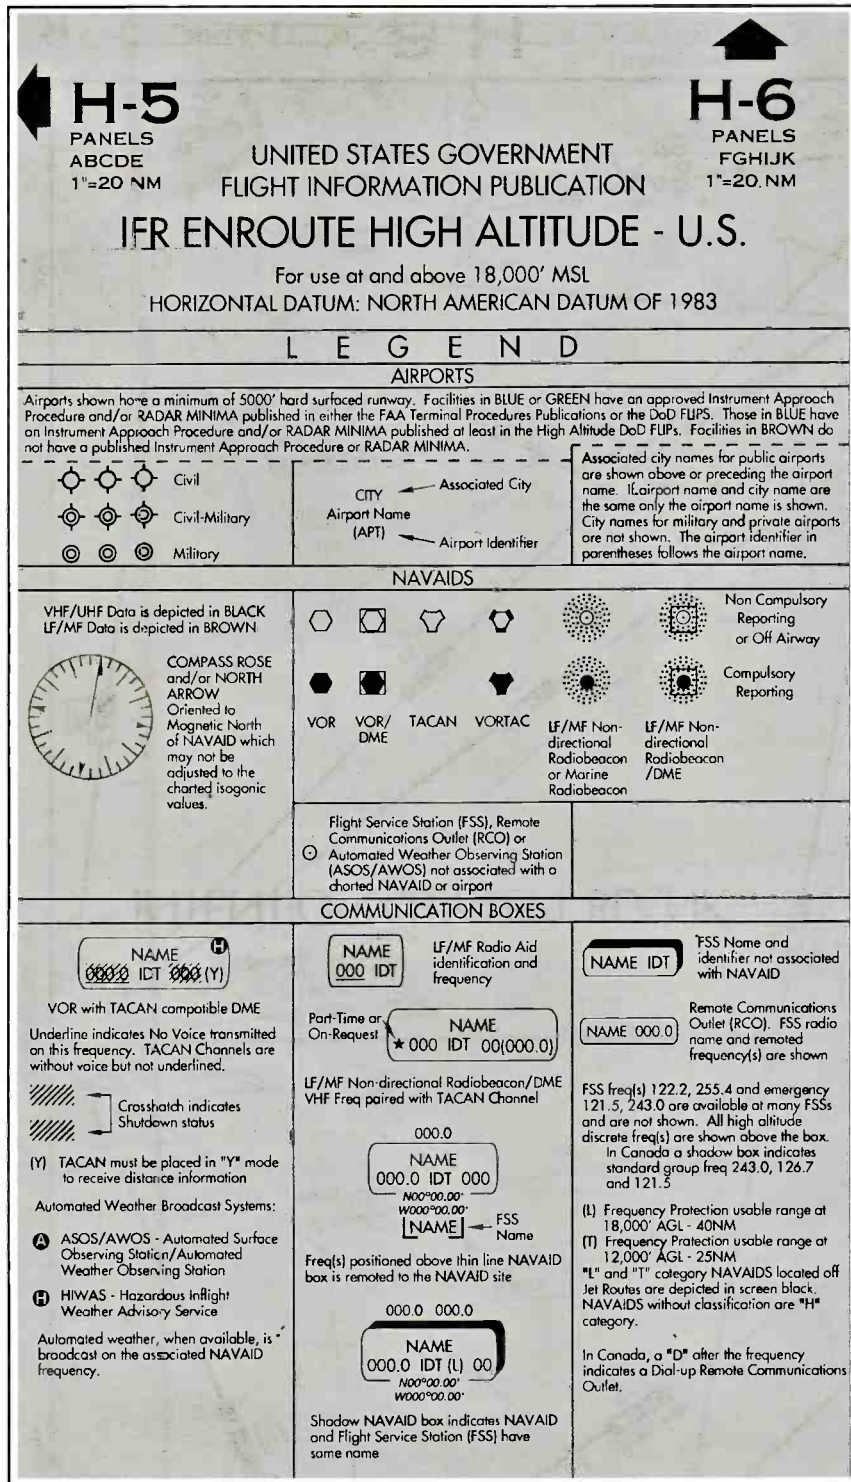 H-5
PANELS
ABCDE
1"=20 NM
H-6
PANELS
FGHIJK
1"=20 NM
UNITED STATES GOVERNMENT
FLIGHT INFORMATION PUBLICATION
IFR ENROUTE HIGH ALTITUDE - U.S.
For use at and above 18,000' MSL
HORIZONTAL DATUM: NORTH AMERICAN DATUM OF 1983
LEGEND
AIRPORTS
Airports shown have a minimum of 5000' hard surfaced runway. Facilities in BLUE or GREEN have an approved Instrument Approach
Procedure and/or RADAR MINIMA published in either the FAA Terminal Procedures Publications or the DoD FLIPS. Those in BLUE have
an Instrument Approach Procedure and/or RADAR MINIMA published at least in the High Altitude DoD FLIPs. Facilities in BROWN do
not have a published Instrument Approach Procedure or RADAR MINIMA.
Civil
Civil-Military
Military
CITY
Associated City
Airport Name
(APT)
Airport Identifier
Associated city names for public airports
are shown above or preceding the airport
name. If airport name and city name are
the same only the airport name is shown.
City names for military and private airports
are not shown. The airport identifier in
parentheses follows the airport name.
NAVAIDS
VHF/UHF Data is depicted in BLACK
LF/MF Data is depicted in BROWN
COMPASS ROSE
and/or NORTH
ARROW
Oriented to
Magnetic North
of NAVAID which
may not be
adjusted to the
charted isogonic
values.
Non Compulsory
Reporting
or Off Airway
Compulsory
Reporting
VOR
VOR/
DME
TACAN
VORTAC
LF/MF Non-
directional
Radiobeacon
or Marine
Radiobeacon
LF/MF Non-
directional
Radiobeacon
/DME
Flight Service Station (FSS), Remote
Communications Outlet (RCO) or
Automated Weather Observing Station
(ASOS/AWOS) not associated with a
charted NAVAID or airport
COMMUNICATION BOXES
NAME
H
000.0 IDT 000 (Y)
VOR with TACAN compatible DME
Underline indicates No Voice transmitted
on this frequency. TACAN Channels are
without voice but not underlined.
Crosshatch indicates
Shutdown status
(Y) TACAN must be placed in "Y" mode
to receive distance information
Automated Weather Broadcast Systems:
A ASOS/AWOS - Automated Surface
Observing Station/Automated
Weather Observing Station
H HIWAS - Hazardous Inflight
Weather Advisory Service
Automated weather, when available, is
broadcast on the associated NAVAID
frequency.
NAME
000 IDT
LF/MF Radio Aid
identification and
frequency
Part-Time or
On-Request
NAME
★ 000 IDT 00(000.0)
LF/MF Non-directional Radiobeacon/DME
VHF Freq paired with TACAN Channel
000.0
NAME
000.0 IDT 000
N00°00.00'
W000°00.00'
NAME
FSS
Name
Freq(s) positioned above thin line NAVAID
box is remoted to the NAVAID site
000.0 000.0
NAME
000.0 IDT (L) 00
N00°00.00'
W000°00.00'
Shadow NAVAID box indicates NAVAID
and Flight Service Station (FSS) have
same name
NAME IDT
FSS Name and
identifier not associated
with NAVAID
NAME 000.0
Remote Communications
Outlet (RCO). FSS radio
name and remoted
frequency(s) are shown
FSS freq(s) 122.2, 255.4 and emergency
121.5, 243.0 are available at many FSSs
and are not shown. All high altitude
discrete freq(s) are shown above the box.
In Canada a shadow box indicates
standard group freq 243.0, 126.7
and 121.5
(L) Frequency Protection usable range at
18,000' AGL - 40NM
(T) Frequency Protection usable range at
12,000' AGL - 25NM
"L" and "T" category NAVAIDS located off
Jet Routes are depicted in screen black.
NAVAIDS without classification are "H"
category.
In Canada, a "D" after the frequency
indicates a Dial-up Remote Communications
Outlet.